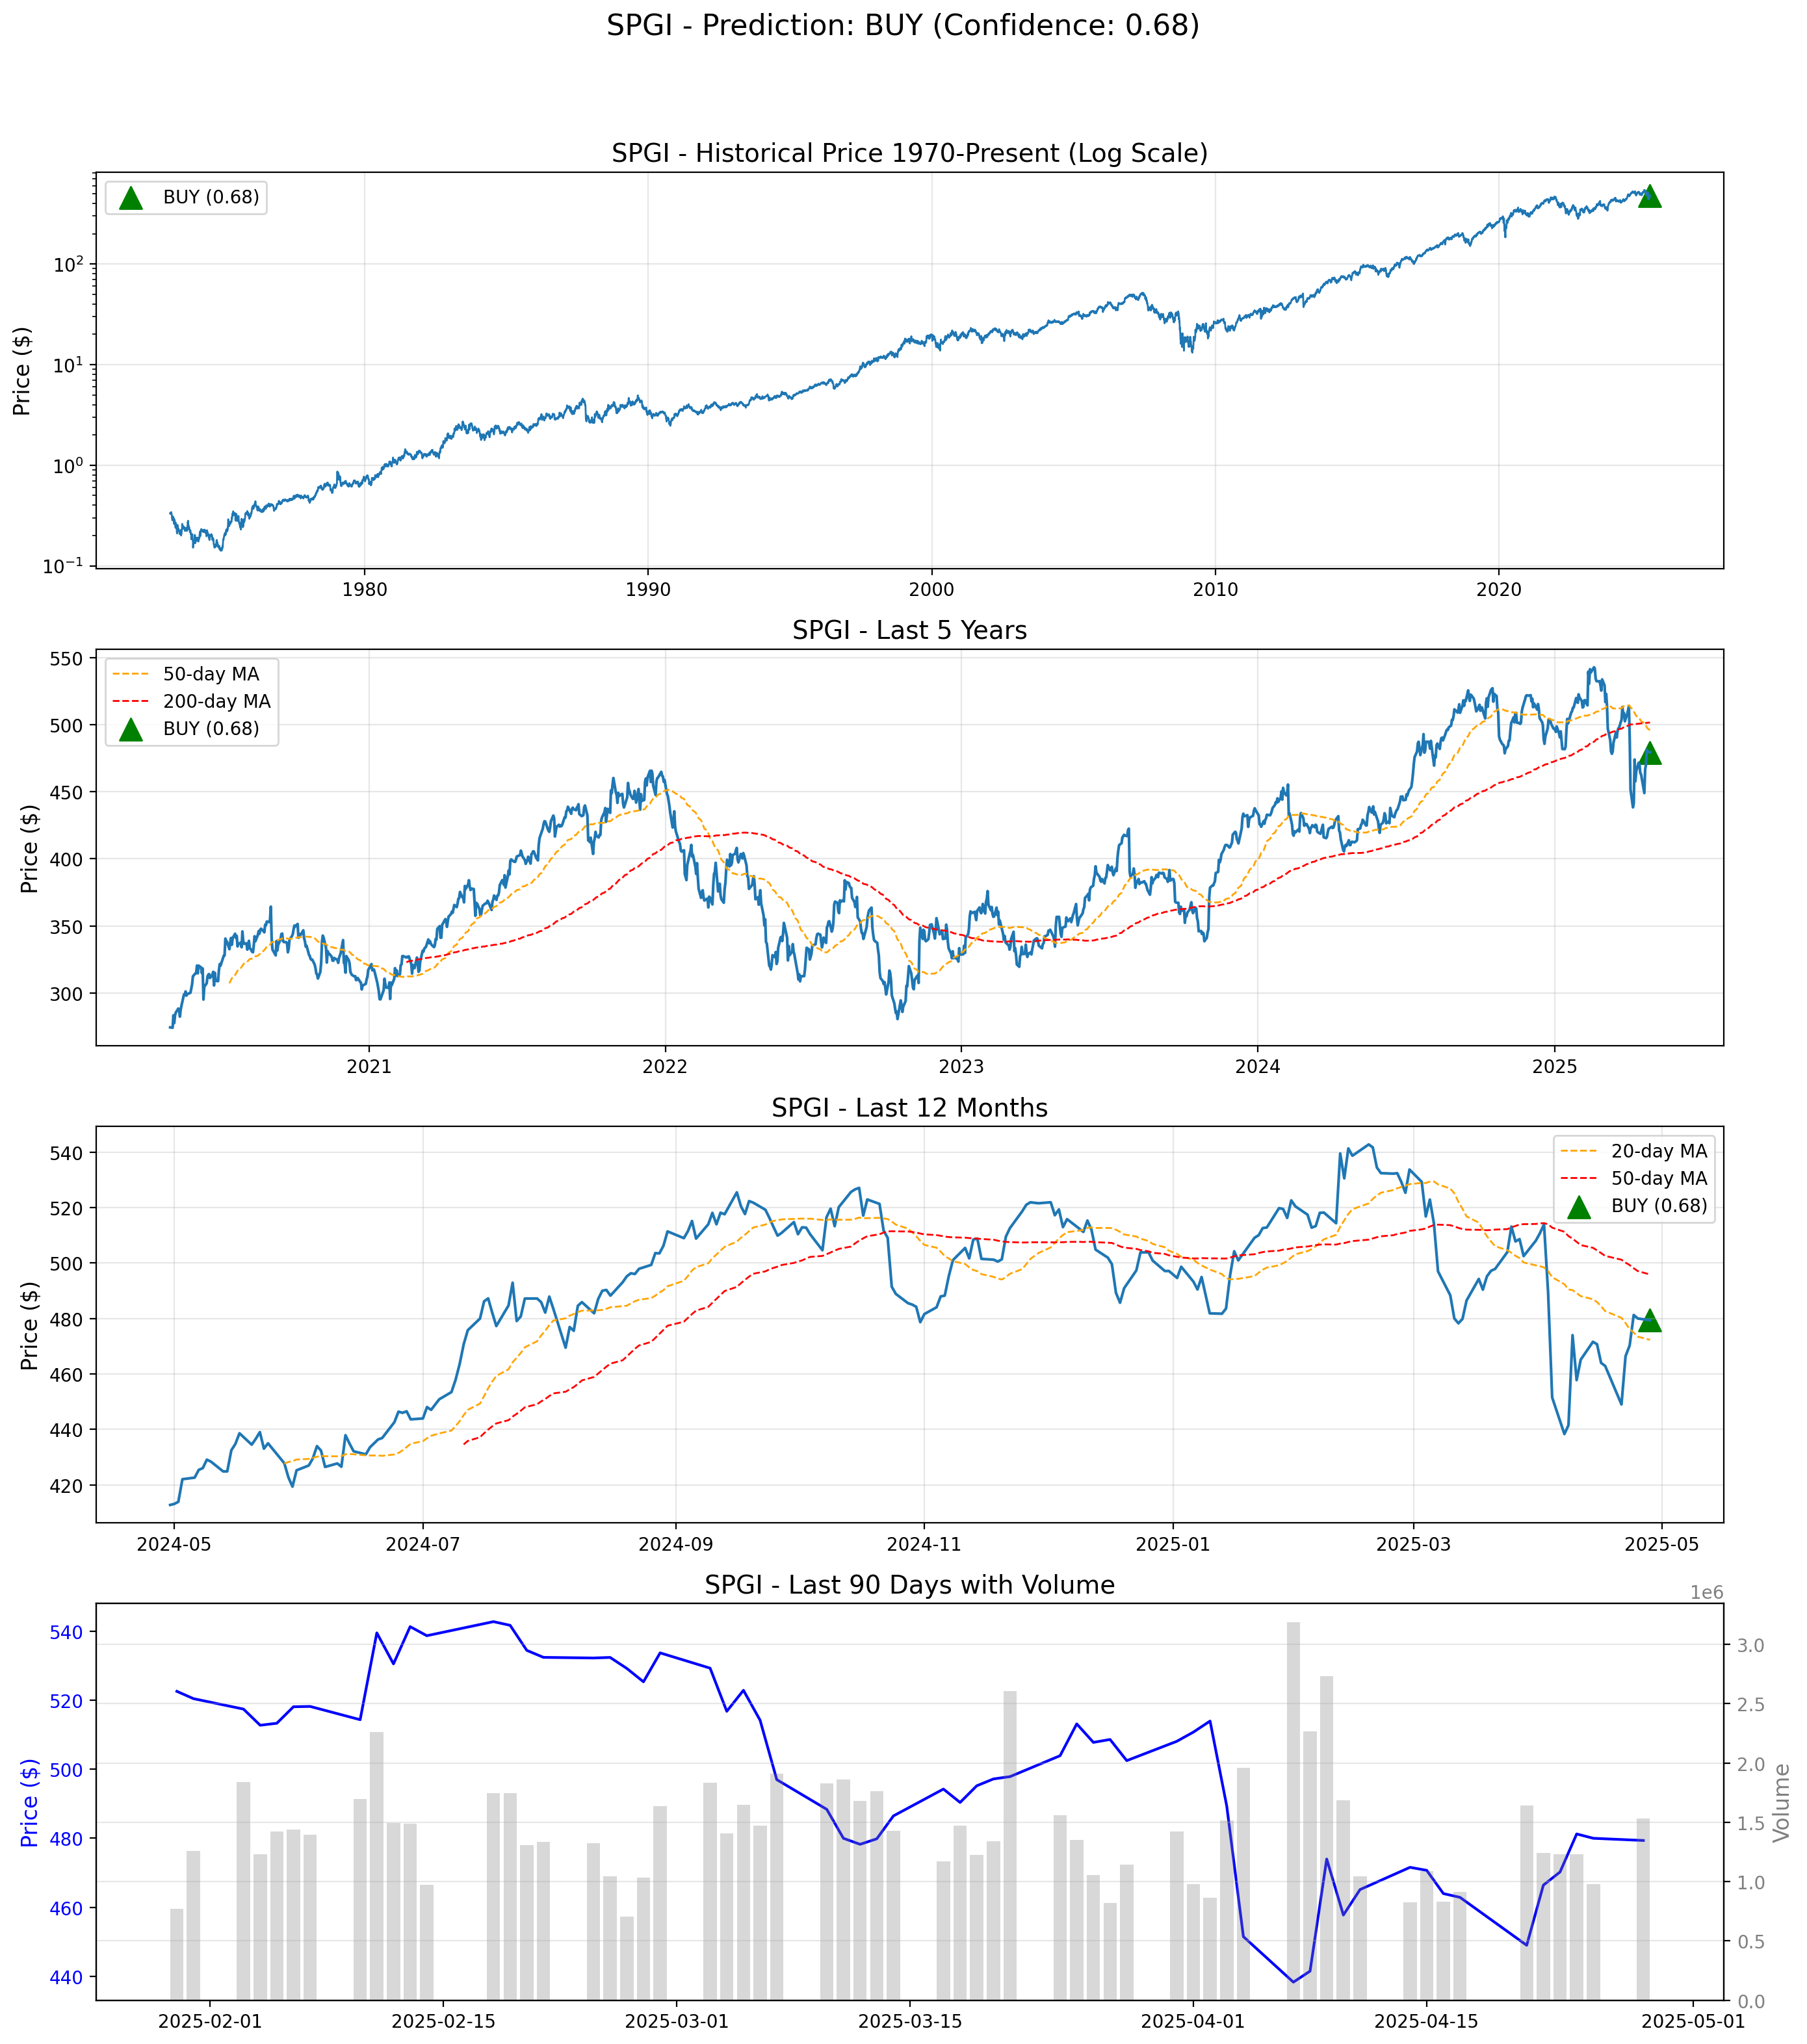 SPGI - Prediction: BUY (Confidence: 0.68)
SPGI - Historical Price 1970-Present (Log Scale)
BUY (0.68)
Price ($)
10²
10¹
10⁰
10⁻¹
1980 1990 2000 2010 2020
SPGI - Last 5 Years
50-day MA
200-day MA
BUY (0.68)
Price ($)
550
500
450
400
350
300
2021 2022 2023 2024 2025
SPGI - Last 12 Months
20-day MA
50-day MA
BUY (0.68)
Price ($)
540
520
500
480
460
440
420
2024-05 2024-07 2024-09 2024-11 2025-01 2025-03 2025-05
SPGI - Last 90 Days with Volume
1e6
Price ($)
540
520
500
480
460
440
3.0
2.5
2.0
1.5
1.0
0.5
0.0
Volume
2025-02-01 2025-02-15 2025-03-01 2025-03-15 2025-04-01 2025-04-15 2025-05-01